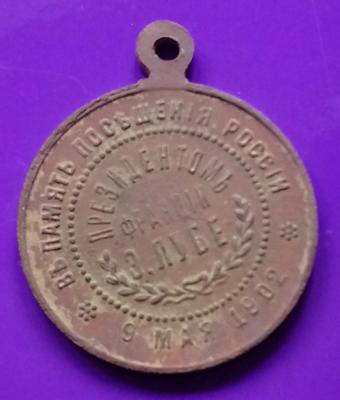 ВЪ ПАМЯТЬ ПОСѢЩЕНІЯ РОССІИ
ПРЕЗИДЕНТОМЪ
ФРАНЦІИ
Э. ЛУБЕ
9 МАЯ 1902